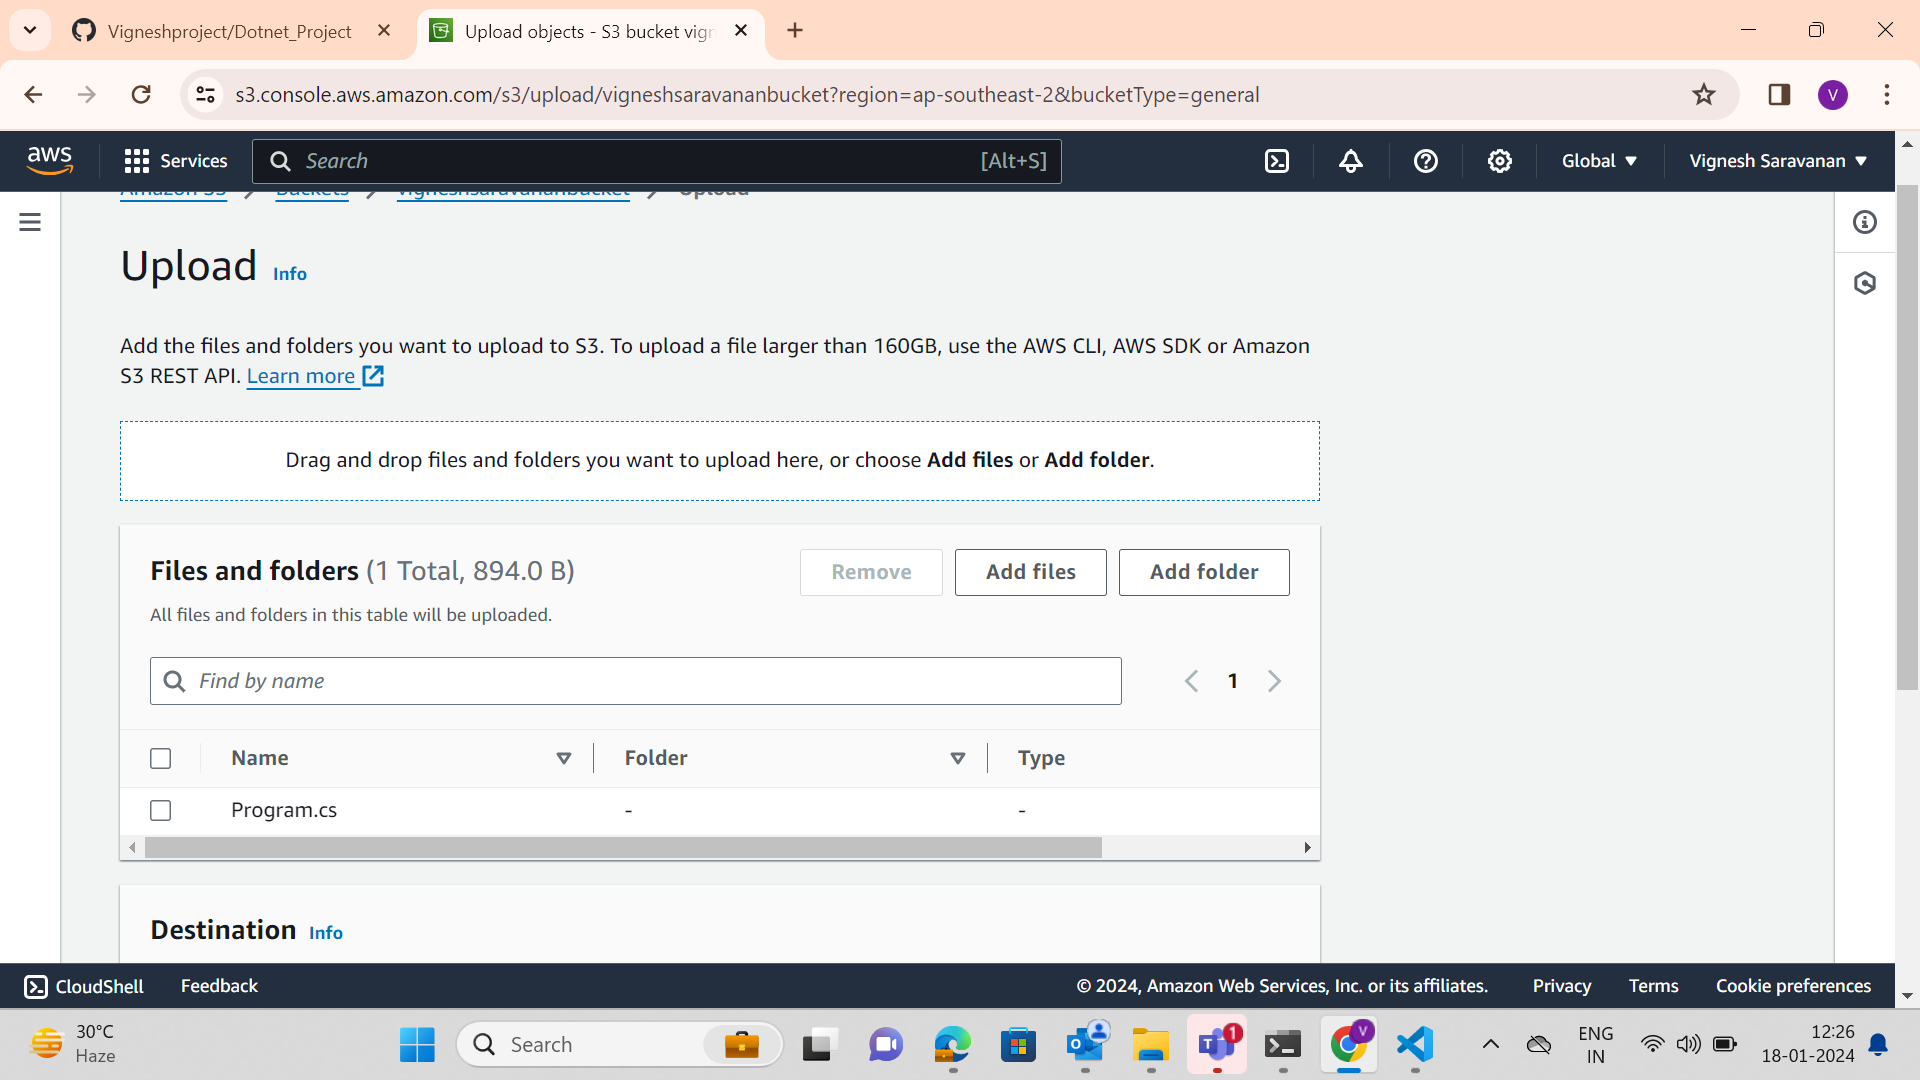 Vigneshproject/Dotnet_Project
Upload objects - S3 bucket vign
s3.console.aws.amazon.com/s3/upload/vigneshsaravananbucket?region=ap-southeast-2&bucketType=general
V
aws
Services
Search
[Alt+S]
Global
Vignesh Saravanan
Amazon S3
Buckets
vigneshsaravananbucket
Upload
Upload Info
Add the files and folders you want to upload to S3. To upload a file larger than 160GB, use the AWS CLI, AWS SDK or Amazon
S3 REST API. Learn more
Drag and drop files and folders you want to upload here, or choose Add files or Add folder.
Files and folders (1 Total, 894.0 B)
Remove
Add files
Add folder
All files and folders in this table will be uploaded.
Find by name
1
Name
Folder
Type
Program.cs
-
-
Destination Info
CloudShell
Feedback
© 2024, Amazon Web Services, Inc. or its affiliates.
Privacy
Terms
Cookie preferences
30°C
Haze
Search
1
V
ENG
IN
12:26
18-01-2024